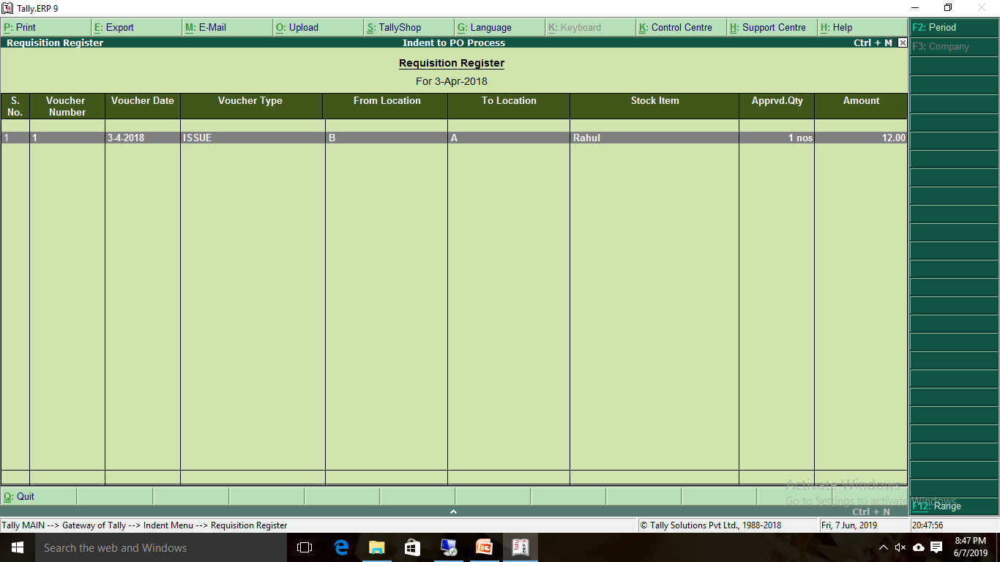 Tally.ERP 9
P: Print E: Export M: E-Mail O: Upload S: TallyShop G: Language K: Keyboard K: Control Centre H: Support Centre H: Help F2: Period
Requisition Register Indent to PO Process Ctrl + M F3: Company
Requisition Register
For 3-Apr-2018
S. No. Voucher Number Voucher Date Voucher Type From Location To Location Stock Item Apprvd.Qty Amount
1 1 3-4-2018 ISSUE B A Rahul 1 nos 12.00
Activate Windows
Go to Settings to activate Windows.
Q: Quit F12: Range
Ctrl + N
Tally MAIN --> Gateway of Tally --> Indent Menu --> Requisition Register © Tally Solutions Pvt Ltd., 1988-2018 Fri, 7 Jun, 2019 20:47:56
Search the web and Windows 8:47 PM
6/7/2019